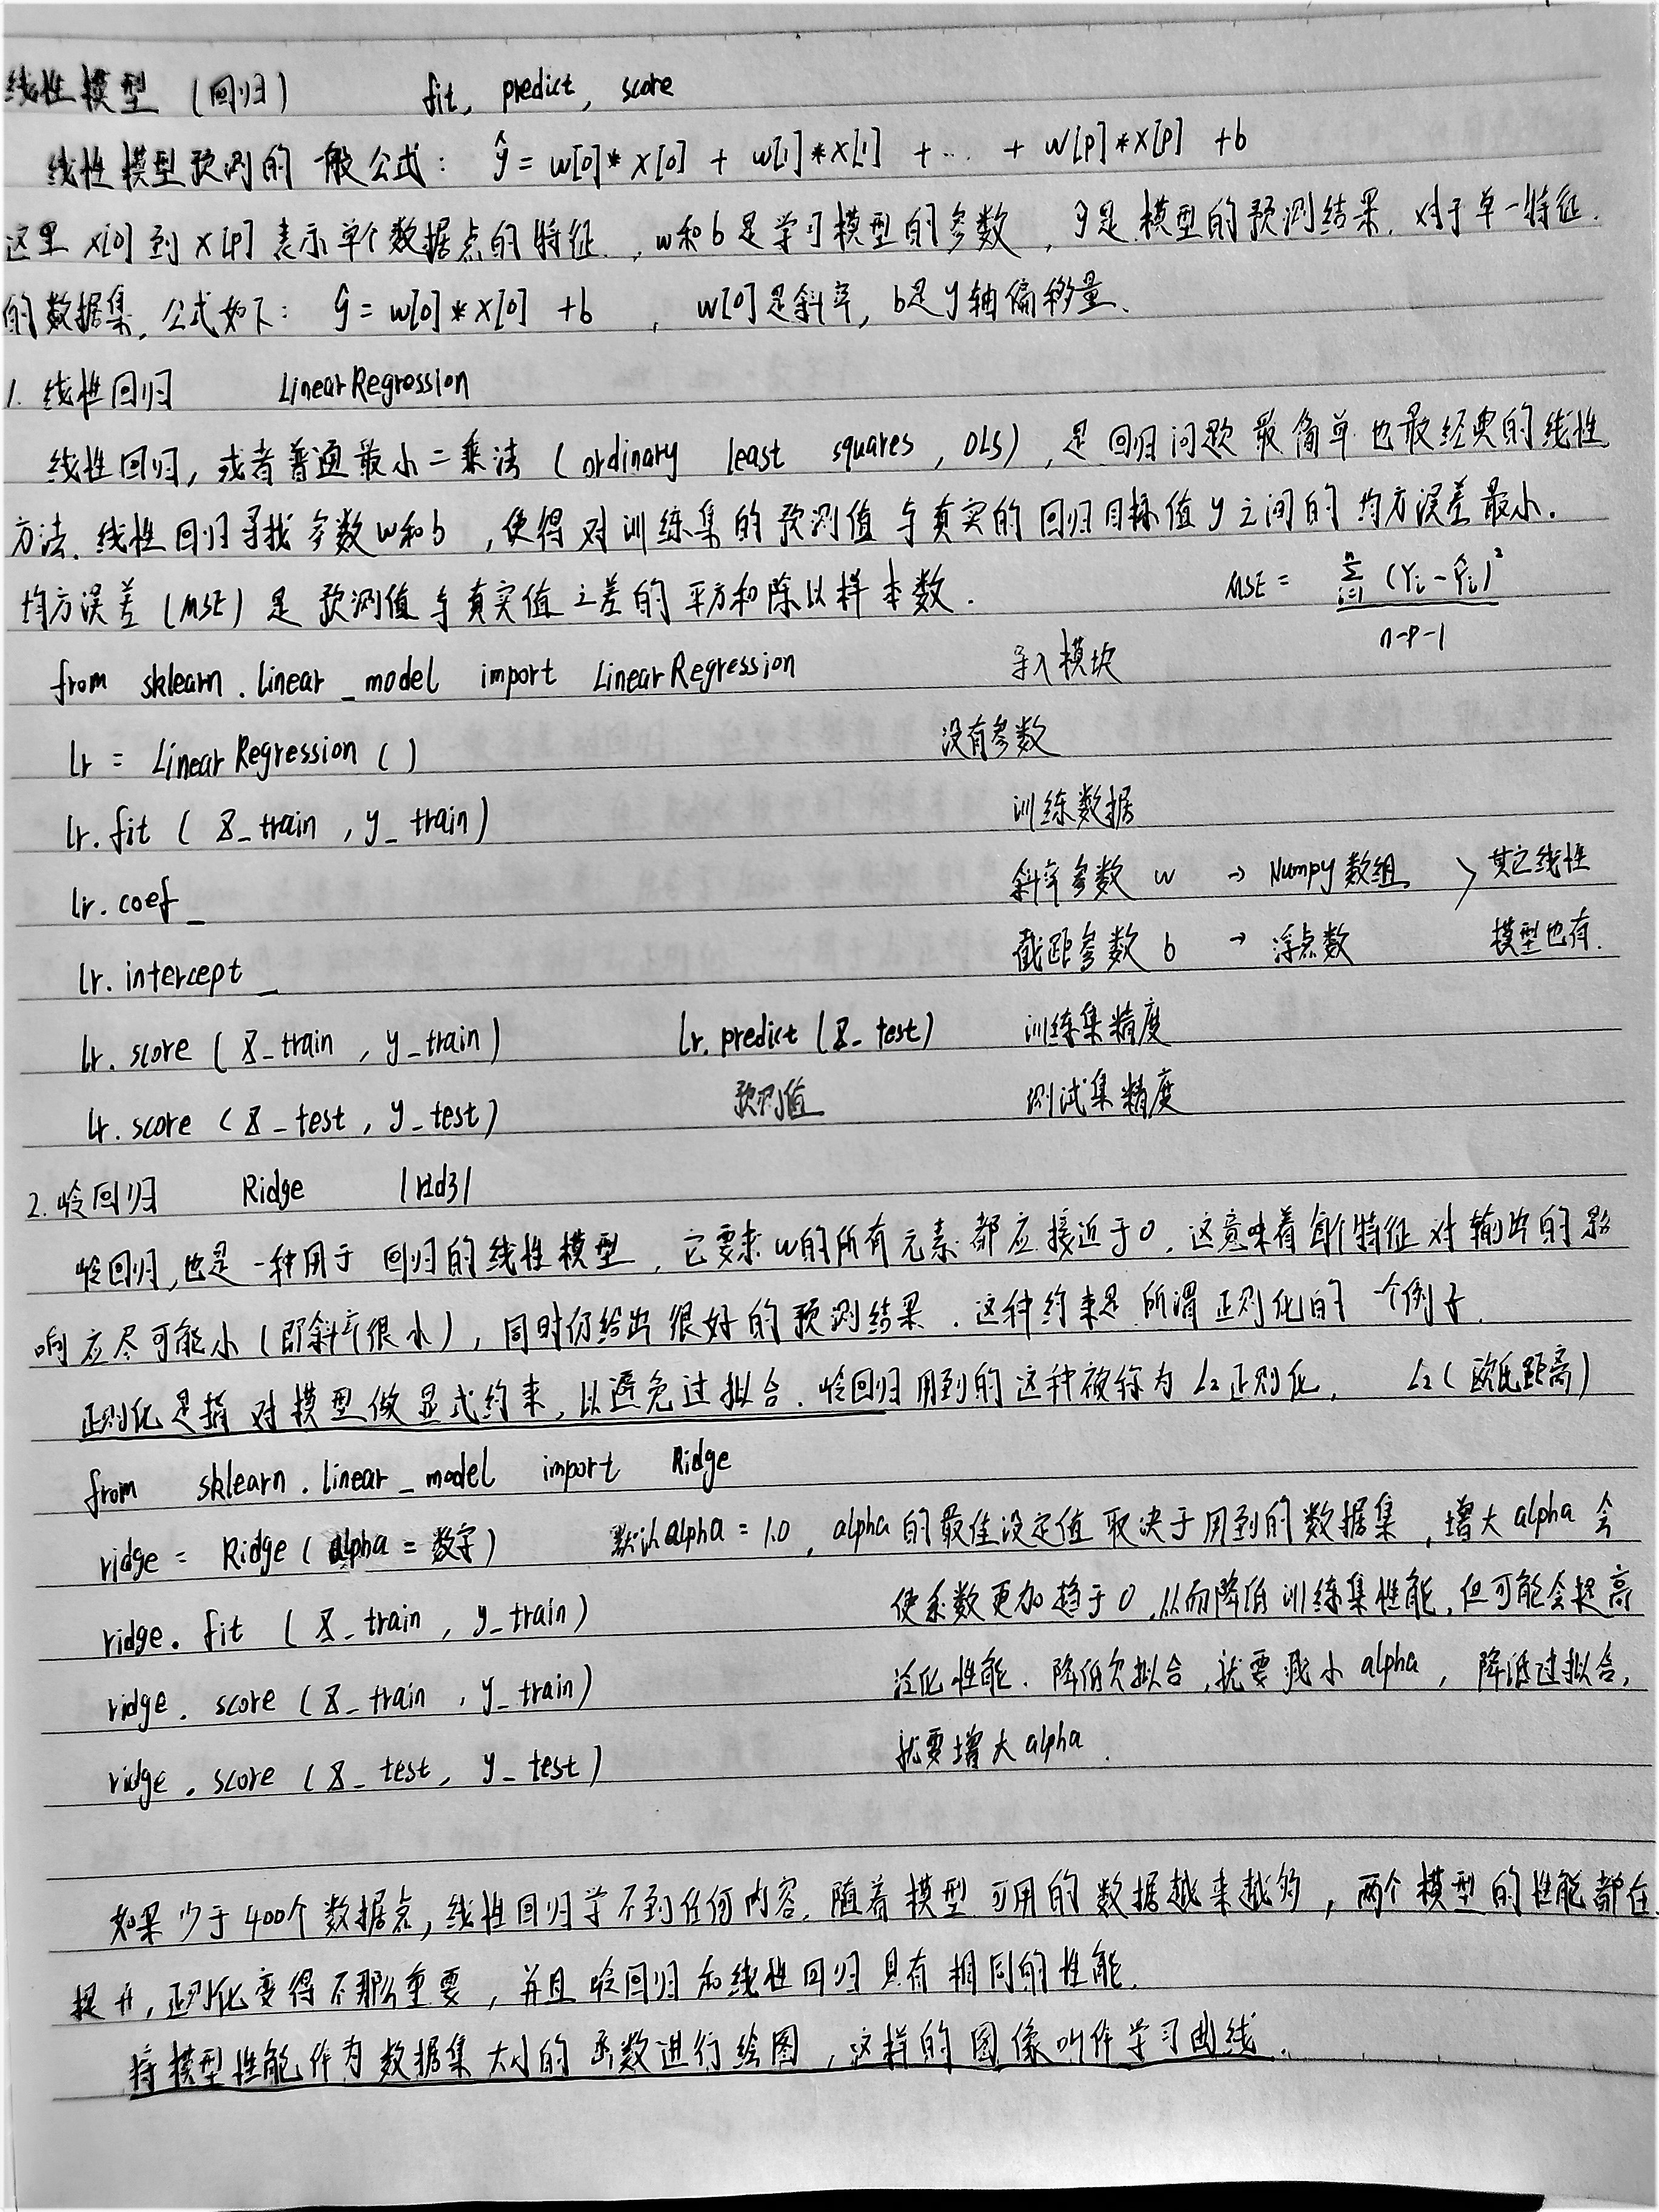 线性模型 (回归) fit, predict, score
线性模型预测的一般公式: ŷ = w[0]*x[0] + w[1]*x[1] + ... + w[p]*x[p] + b
这里 x[0] 到 x[p] 表示单个数据点的特征, w和b是学习模型的参数, ŷ是模型的预测结果. 对于单一特征
的数据集, 公式如下: ŷ = w[0]*x[0] + b , w[0]是斜率, b是y轴偏移量.
1. 线性回归 LinearRegression
线性回归, 或者普通最小二乘法 (ordinary least squares, OLS), 是回归问题最简单也最经典的线性
方法. 线性回归寻找参数w和b, 使得对训练集的预测值与真实的回归目标值y之间的均方误差最小.
均方误差 (MSE) 是预测值与真实值之差的平方和除以样本数. MSE = Σ_{i=1}^{n} (Yi - Ŷi)² / (n-p-1)
from sklearn.linear_model import LinearRegression 导入模块
lr = LinearRegression() 没有参数
lr.fit(X_train, y_train) 训练数据
lr.coef_ 斜率参数 w → Numpy数组 > 其它线性
lr.intercept_ 截距参数 b → 浮点数 模型也有.
lr.score(X_train, y_train) lr.predict(X_test) 训练集精度
lr.score(X_test, y_test) 预测值 测试集精度
2. 岭回归 Ridge /rɪdʒ/
岭回归, 也是一种用于回归的线性模型, 它要求w的所有元素都应接近于0. 这意味着每个特征对输出的影
响应尽可能小 (即斜率很小), 同时仍给出很好的预测结果. 这种约束是所谓正则化的一个例子.
正则化是指对模型做显式约束, 以避免过拟合. 岭回归用到的这种被称为L2正则化. L2(欧氏距离)
from sklearn.linear_model import Ridge
ridge = Ridge(alpha = 数字) 默认alpha = 1.0, alpha的最佳设定值取决于用到的数据集, 增大alpha会
ridge.fit (X_train, y_train) 使系数更加趋于0, 从而降低训练集性能, 但可能会提高
ridge.score (X_train, y_train) 泛化性能. 降低欠拟合, 就要减小alpha, 降低过拟合,
ridge.score (X_test, y_test) 就要增大alpha.
如果少于400个数据点, 线性回归学不到任何内容. 随着模型可用的数据越来越多, 两个模型的性能都在
提升, 正则化变得不那么重要, 并且岭回归和线性回归具有相同的性能.
将模型性能作为数据集大小的函数进行绘图, 这样的图像叫作学习曲线.